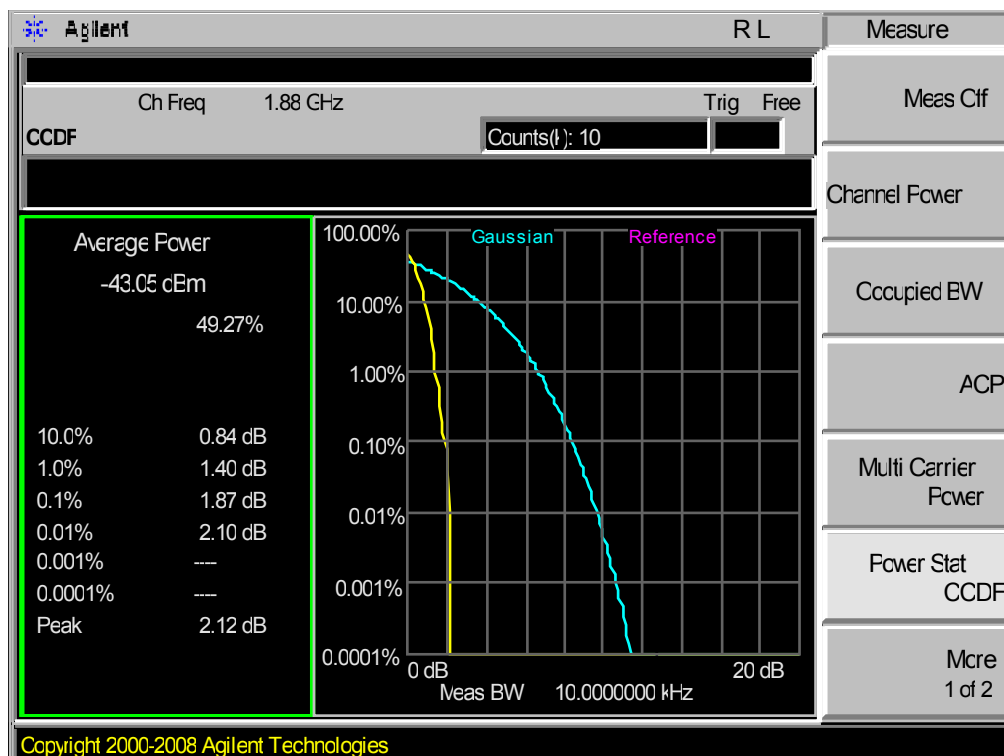 Agilent R L Measure
Ch Freq 1.88 GHz Trig Free
CCDF Counts(k): 10
Meas Off
Channel Power
Occupied BW
ACP
Multi Carrier
Power
Power Stat
CCDF
More
1 of 2
Average Power
-43.05 dBm
49.27%
10.0% 0.84 dB
1.0% 1.40 dB
0.1% 1.87 dB
0.01% 2.10 dB
0.001% ----
0.0001% ----
Peak 2.12 dB
Gaussian Reference
100.00%
10.00%
1.00%
0.10%
0.01%
0.001%
0.0001%
0 dB 20 dB
Meas BW 10.0000000 kHz
Copyright 2000-2008 Agilent Technologies